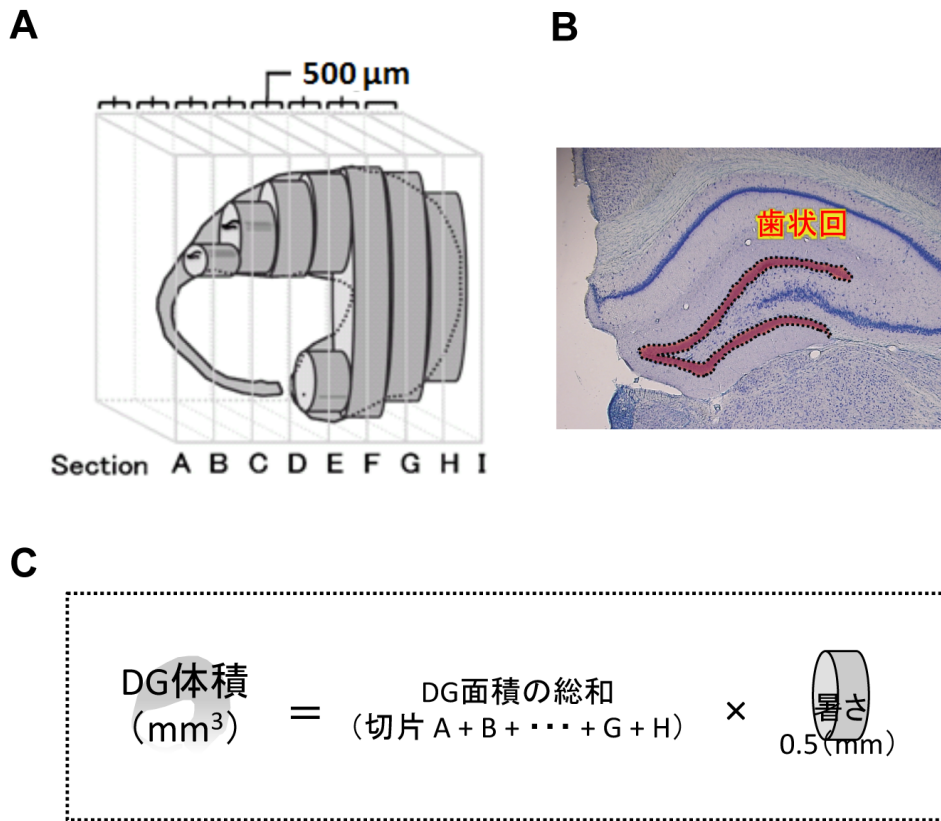 A
B
500 µm
歯状回
Section A B C D E F G H I
C
DG体積
（mm³）
=
DG面積の総和
（切片 A + B + ・・・ + G + H）
×
暑さ
0.5（mm）